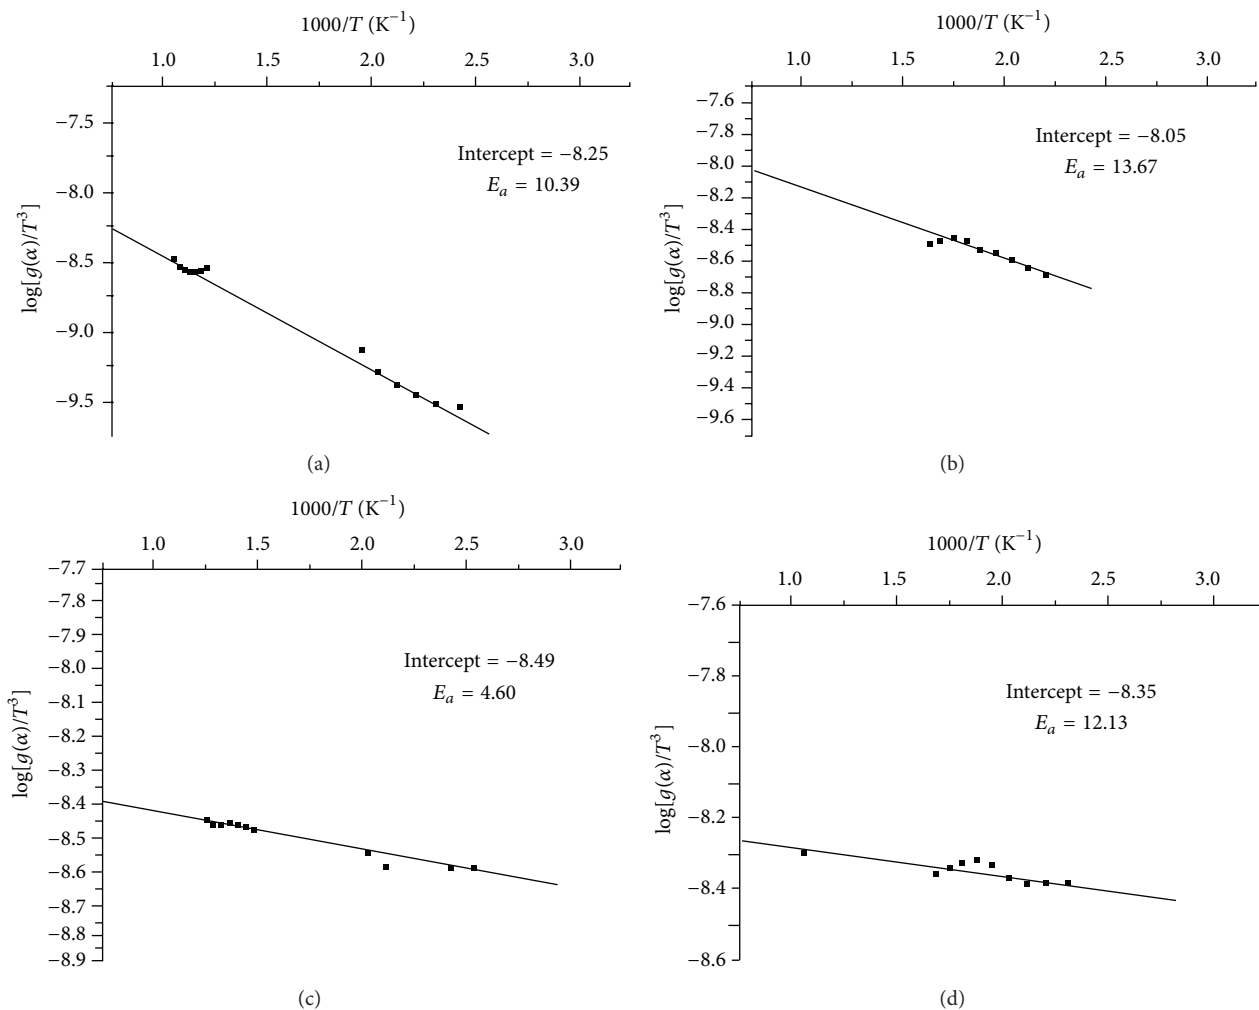 1000/T (K⁻¹)
1.0 1.5 2.0 2.5 3.0
−7.5
−8.0
−8.5
−9.0
−9.5
log[g(α)/T³]
Intercept = −8.25
Eₐ = 10.39
(a)
1000/T (K⁻¹)
1.0 1.5 2.0 2.5 3.0
−7.6
−7.8
−8.0
−8.2
−8.4
−8.6
−8.8
−9.0
−9.2
−9.4
−9.6
log[g(α)/T³]
Intercept = −8.05
Eₐ = 13.67
(b)
1000/T (K⁻¹)
1.0 1.5 2.0 2.5 3.0
−7.7
−7.8
−7.9
−8.0
−8.1
−8.2
−8.3
−8.4
−8.5
−8.6
−8.7
−8.8
−8.9
log[g(α)/T³]
Intercept = −8.49
Eₐ = 4.60
(c)
1000/T (K⁻¹)
1.0 1.5 2.0 2.5 3.0
−7.6
−7.8
−8.0
−8.2
−8.4
−8.6
log[g(α)/T³]
Intercept = −8.35
Eₐ = 12.13
(d)